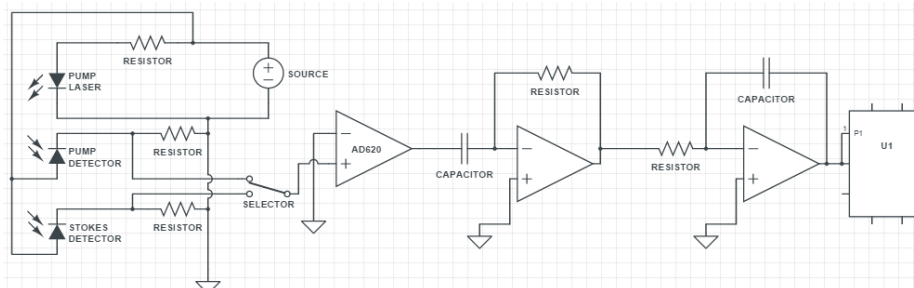 RESISTOR
PUMP
LASER
SOURCE
PUMP
DETECTOR
RESISTOR
STOKES
DETECTOR
RESISTOR
SELECTOR
AD620
CAPACITOR
RESISTOR
RESISTOR
CAPACITOR
1
P1
U1